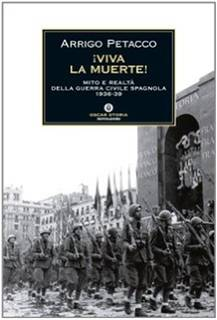 ARRIGO PETACCO
¡VIVA
LA MUERTE!
MITO E REALTÀ
DELLA GUERRA CIVILE SPAGNOLA
1936-39
OSCAR STORIA
MONDADORI